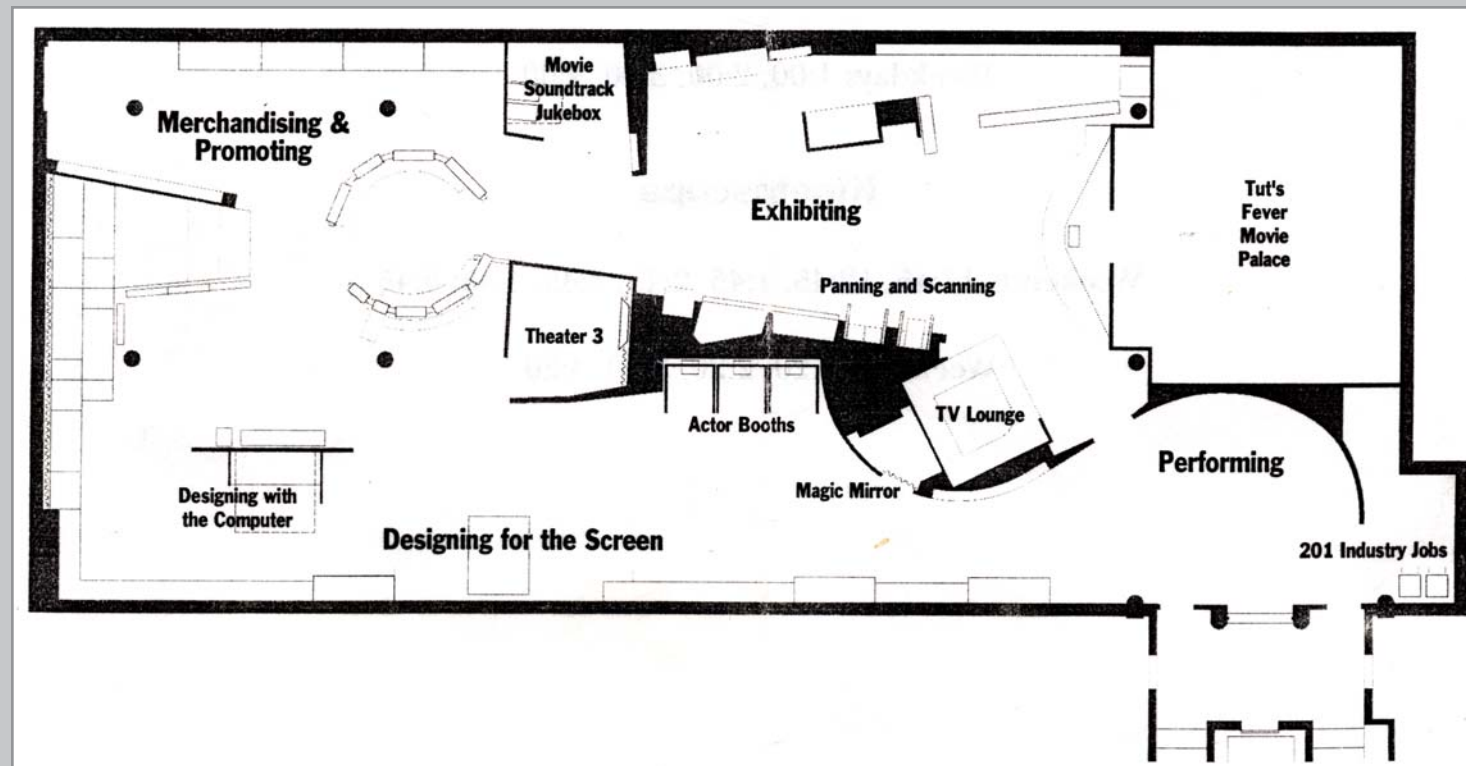 Movie
Soundtrack
Jukebox
Merchandising &
Promoting
Exhibiting
Tut's
Fever
Movie
Palace
Panning and Scanning
Theater 3
Actor Booths
TV Lounge
Performing
Magic Mirror
Designing with
the Computer
Designing for the Screen
201 Industry Jobs